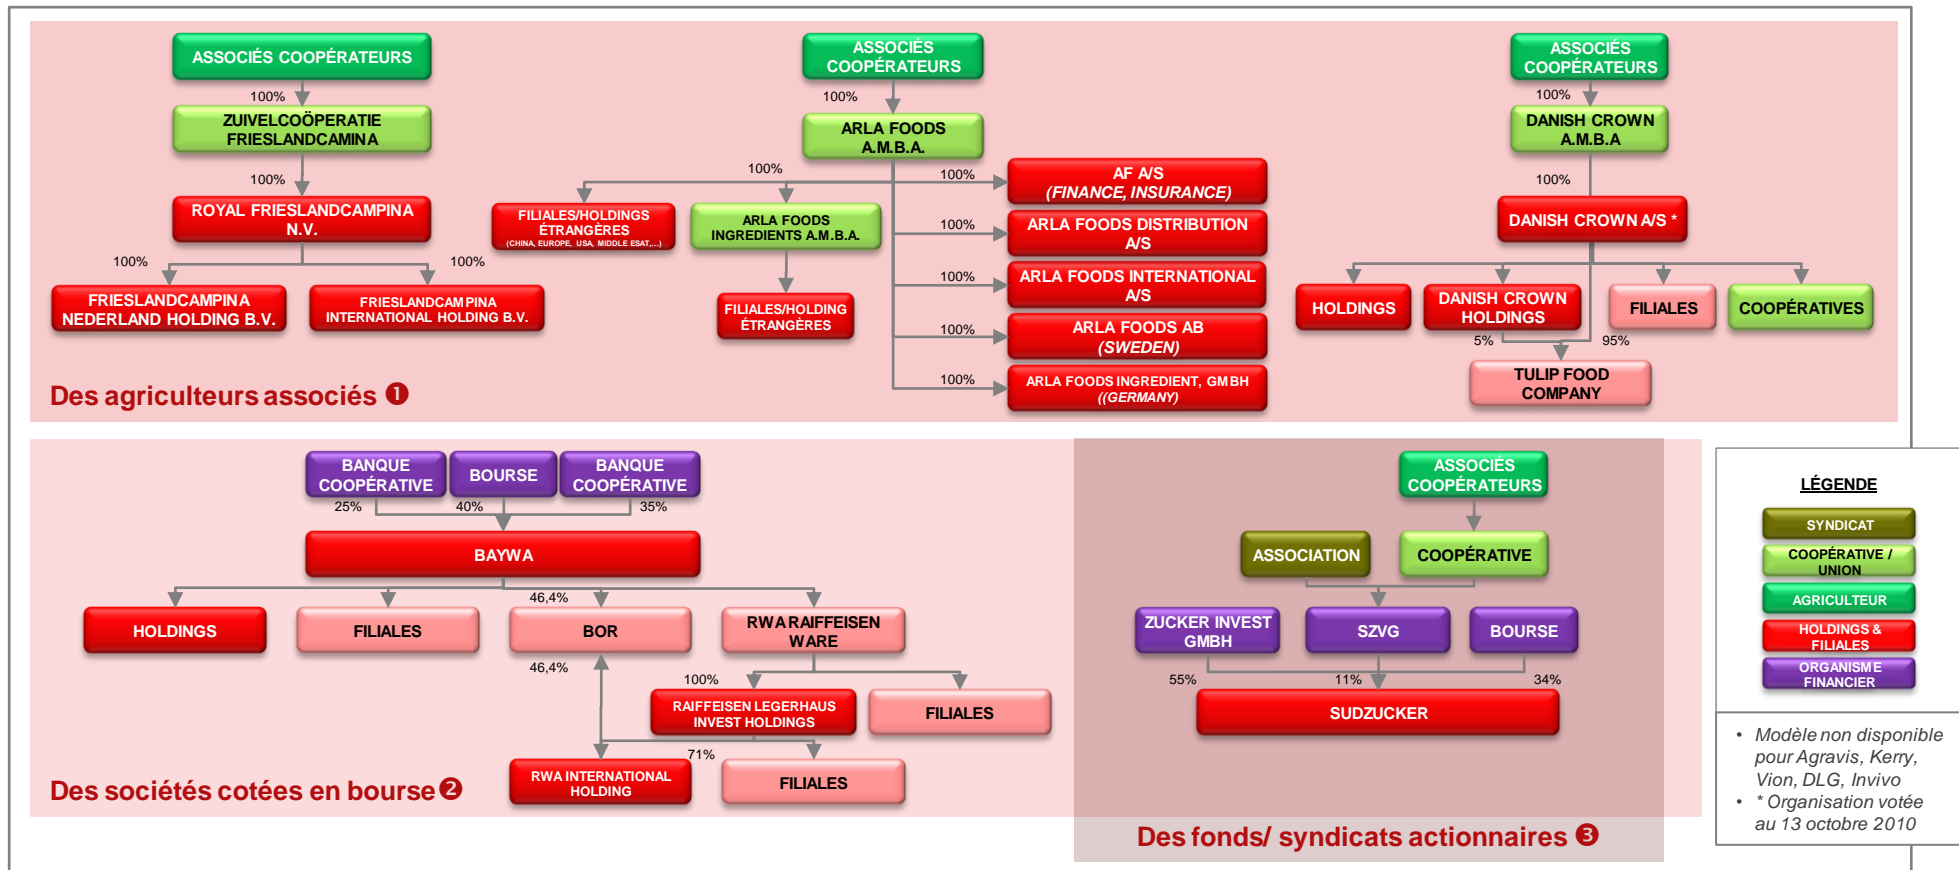 ASSOCIÉS COOPÉRATEURS
100%
ZUIVELCOÖPERATIE
FRIESLANDCAMINA
100%
ROYAL FRIESLANDCAMPINA
N.V.
100%
100%
FRIESLANDCAMPINA
NEDERLAND HOLDING B.V.
FRIESLANDCAMPINA
INTERNATIONAL HOLDING B.V.
ASSOCIÉS
COOPÉRATEURS
100%
ARLA FOODS
A.M.B.A.
100%
100%
FILIALES/HOLDINGS
ÉTRANGÈRES
(CHINA, EUROPE, USA, MIDDLE ESAT,...)
ARLA FOODS
INGREDIENTS A.M.B.A.
FILIALES/HOLDING
ÉTRANGÈRES
AF A/S
(FINANCE, INSURANCE)
100%
ARLA FOODS DISTRIBUTION
A/S
100%
ARLA FOODS INTERNATIONAL
A/S
100%
ARLA FOODS AB
(SWEDEN)
100%
ARLA FOODS INGREDIENT, GMBH
((GERMANY)
ASSOCIÉS
COOPÉRATEURS
100%
DANISH CROWN
A.M.B.A
100%
DANISH CROWN A/S *
HOLDINGS
DANISH CROWN
HOLDINGS
FILIALES
COOPÉRATIVES
5%
95%
TULIP FOOD
COMPANY
Des agriculteurs associés ❶
BANQUE
COOPÉRATIVE
BOURSE
BANQUE
COOPÉRATIVE
25%
40%
35%
BAYWA
46,4%
HOLDINGS
FILIALES
BOR
RWA RAIFFEISEN
WARE
46,4%
100%
RAIFFEISEN LEGERHAUS
INVEST HOLDINGS
FILIALES
71%
RWA INTERNATIONAL
HOLDING
FILIALES
Des sociétés cotées en bourse ❷
ASSOCIÉS
COOPÉRATEURS
ASSOCIATION
COOPÉRATIVE
ZUCKER INVEST
GMBH
SZVG
BOURSE
55%
11%
34%
SUDZUCKER
Des fonds/ syndicats actionnaires ❸
LÉGENDE
SYNDICAT
COOPÉRATIVE /
UNION
AGRICULTEUR
HOLDINGS &
FILIALES
ORGANISME
FINANCIER
• Modèle non disponible
pour Agravis, Kerry,
Vion, DLG, Invivo
• * Organisation votée
au 13 octobre 2010